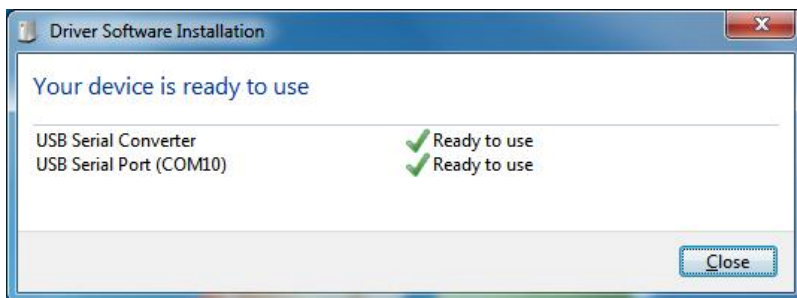 Driver Software Installation
Your device is ready to use
USB Serial Converter Ready to use
USB Serial Port (COM10) Ready to use
Close